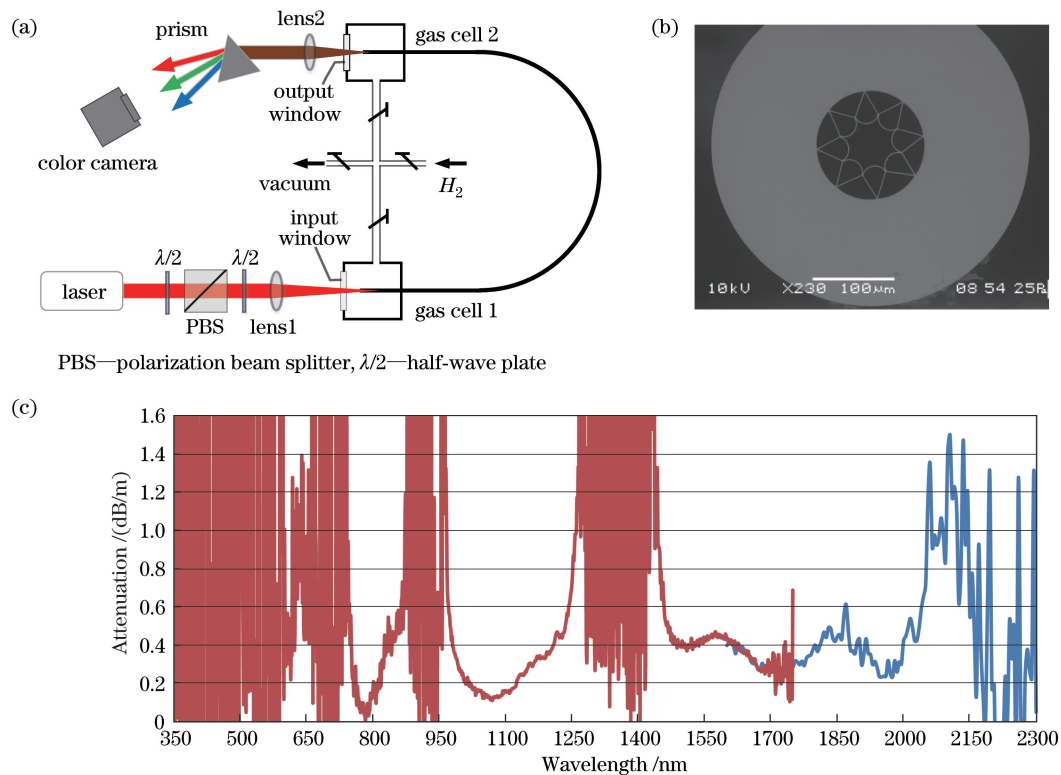 (a)
lens2
prism
gas cell 2
output
window
color camera
vacuum
H2
input
window
λ/2
λ/2
laser
PBS
lens1
gas cell 1
PBS—polarization beam splitter, λ/2—half-wave plate
(b)
10kV X230 100μm 08 54 25R
(c)
Attenuation /(dB/m)
1.6
1.4
1.2
1.0
0.8
0.6
0.4
0.2
0
350 500 650 800 950 1100 1250 1400 1550 1700 1850 2000 2150 2300
Wavelength /nm